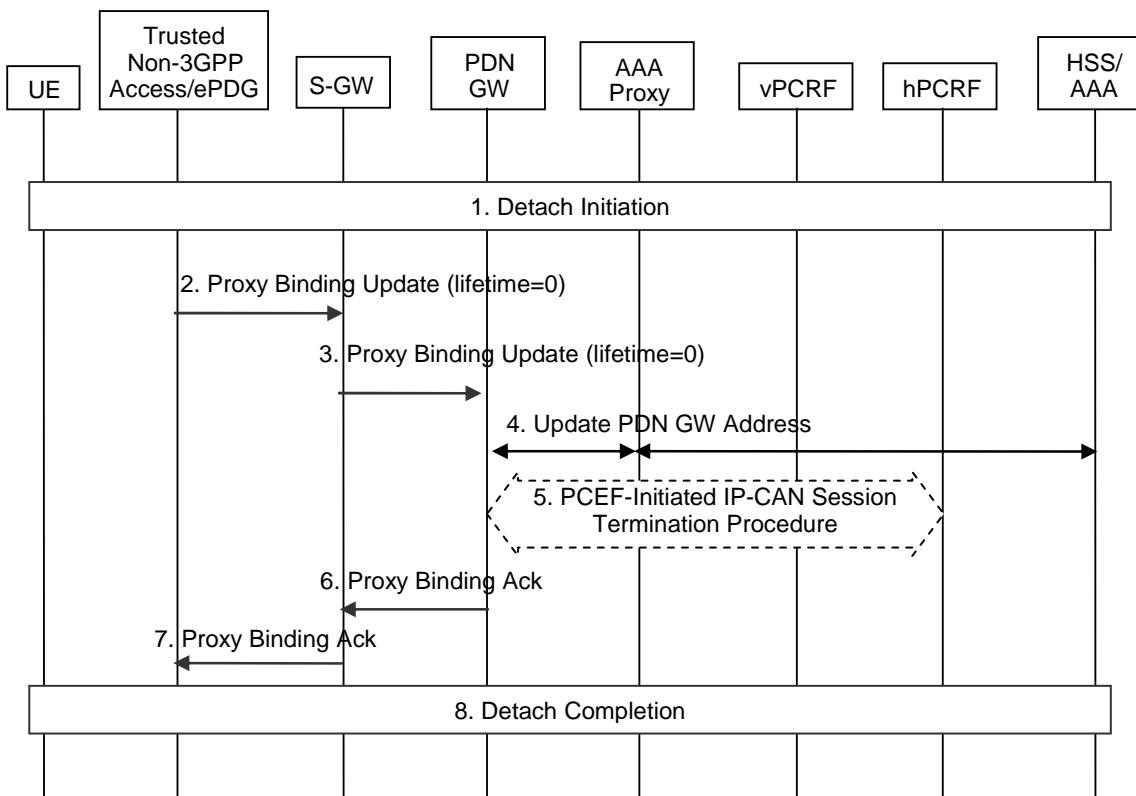 UE
Trusted
Non-3GPP
Access/ePDG
S-GW
PDN
GW
AAA
Proxy
vPCRF
hPCRF
HSS/
AAA
1. Detach Initiation
2. Proxy Binding Update (lifetime=0)
3. Proxy Binding Update (lifetime=0)
4. Update PDN GW Address
5. PCEF-Initiated IP-CAN Session
Termination Procedure
6. Proxy Binding Ack
7. Proxy Binding Ack
8. Detach Completion